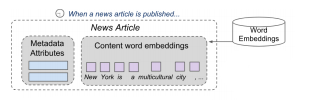 When a news article is published...
News Article
Word
Embeddings
Metadata
Attributes
Content word embeddings
New York is a multicultural city , ...